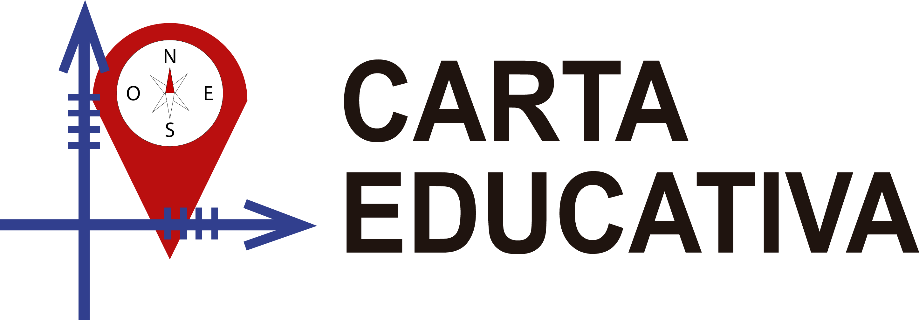 N
O E
S
CARTA
EDUCATIVA